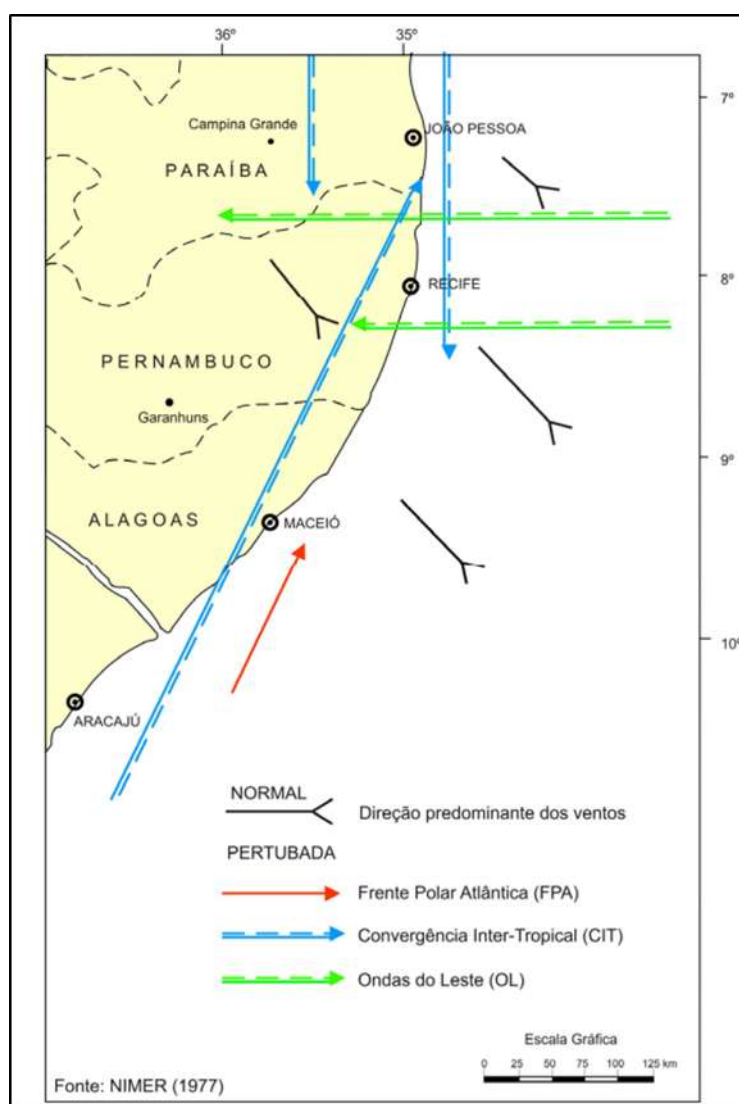 36º 35º
7º
Campina Grande
JOÃO PESSOA
PARAÍBA
8º
RECIFE
PERNAMBUCO
Garanhuns
9º
ALAGOAS
MACEIÓ
10º
ARACAJÚ
NORMAL
Direção predominante dos ventos
PERTUBADA
Frente Polar Atlântica (FPA)
Convergência Inter-Tropical (CIT)
Ondas do Leste (OL)
Escala Gráfica
0 25 50 75 100 125 km
Fonte: NIMER (1977)